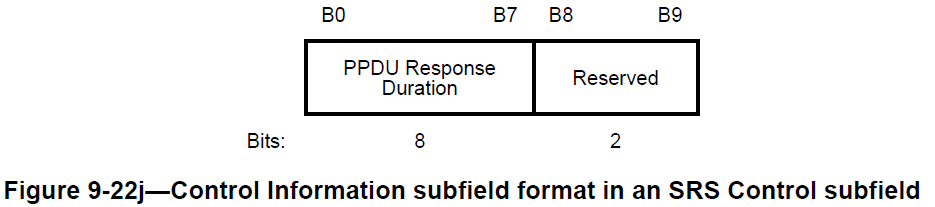 B0 B7 B8 B9
PPDU Response Reserved
Duration
Bits: 8 2
Figure 9-22j—Control Information subfield format in an SRS Control subfield